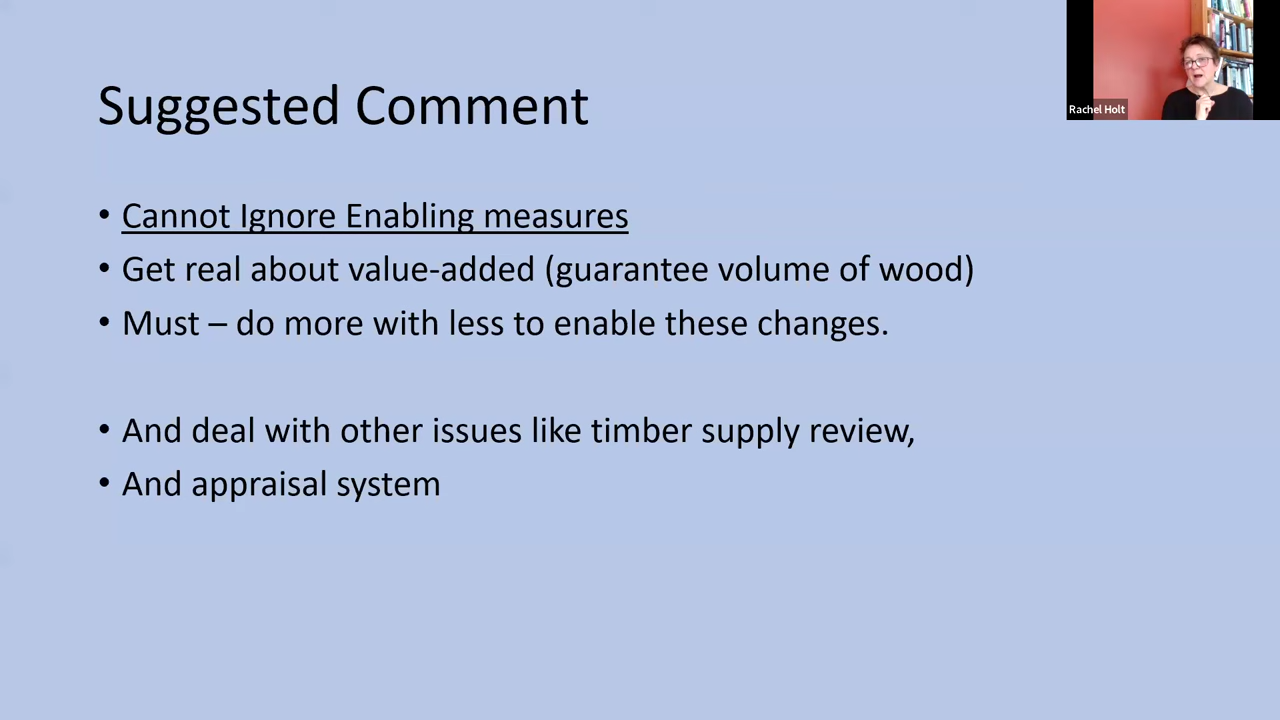 Suggested Comment
Rachel Holt
• Cannot Ignore Enabling measures
• Get real about value-added (guarantee volume of wood)
• Must – do more with less to enable these changes.
• And deal with other issues like timber supply review,
• And appraisal system